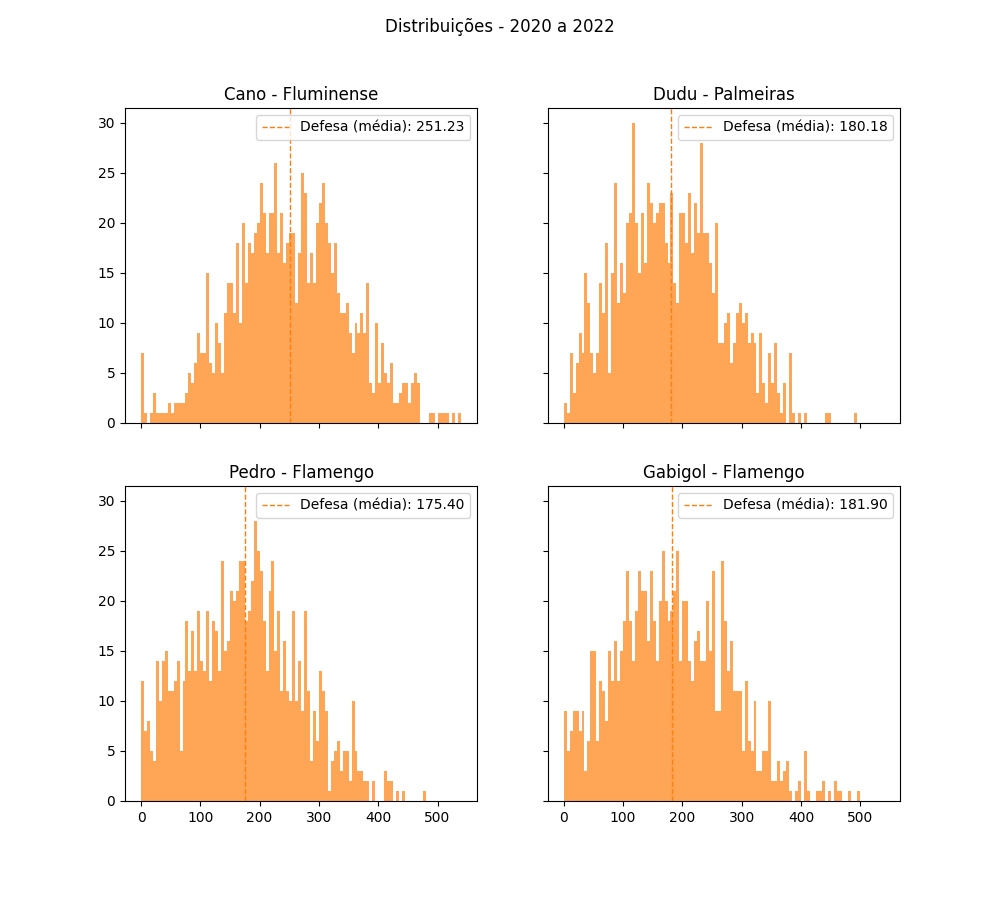 Distribuições - 2020 a 2022
Cano - Fluminense
Defesa (média): 251.23
30
25
20
15
10
5
0
Dudu - Palmeiras
Defesa (média): 180.18
Pedro - Flamengo
Defesa (média): 175.40
30
25
20
15
10
5
0
0 100 200 300 400 500
Gabigol - Flamengo
Defesa (média): 181.90
0 100 200 300 400 500